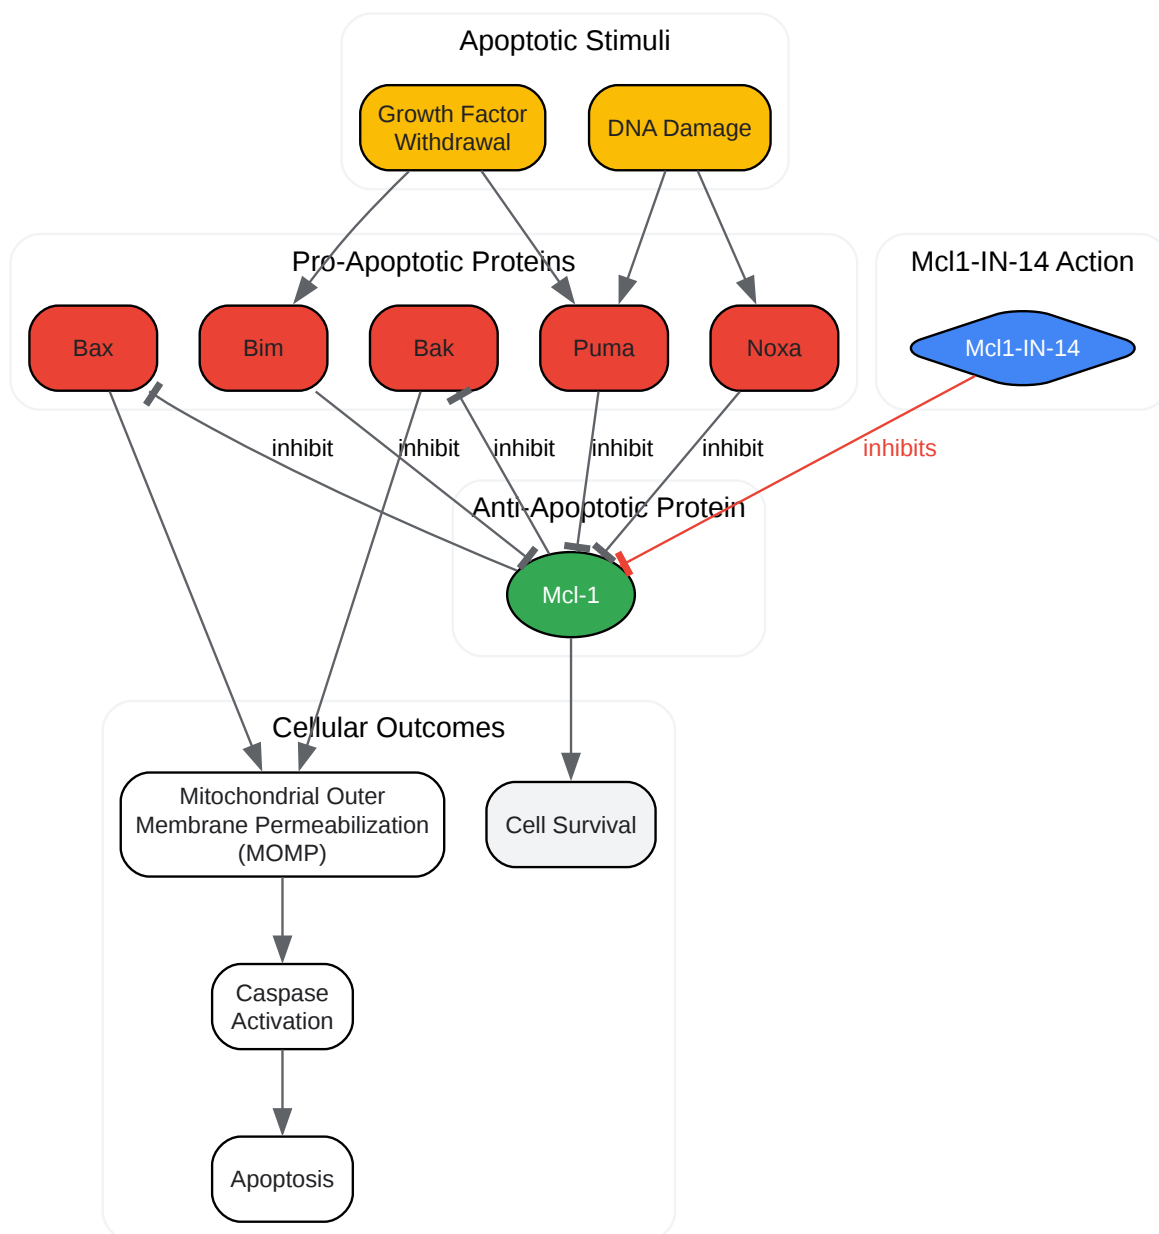 Apoptotic Stimuli
Growth Factor
Withdrawal
DNA Damage
Pro-Apoptotic Proteins
Mcl1-IN-14 Action
Bax
Bim
Bak
Puma
Noxa
Mcl1-IN-14
inhibit
inhibit
inhibit
inhibit
inhibit
inhibits
Anti-Apoptotic Protein
Mcl-1
Cellular Outcomes
Mitochondrial Outer
Membrane Permeabilization
(MOMP)
Cell Survival
Caspase
Activation
Apoptosis